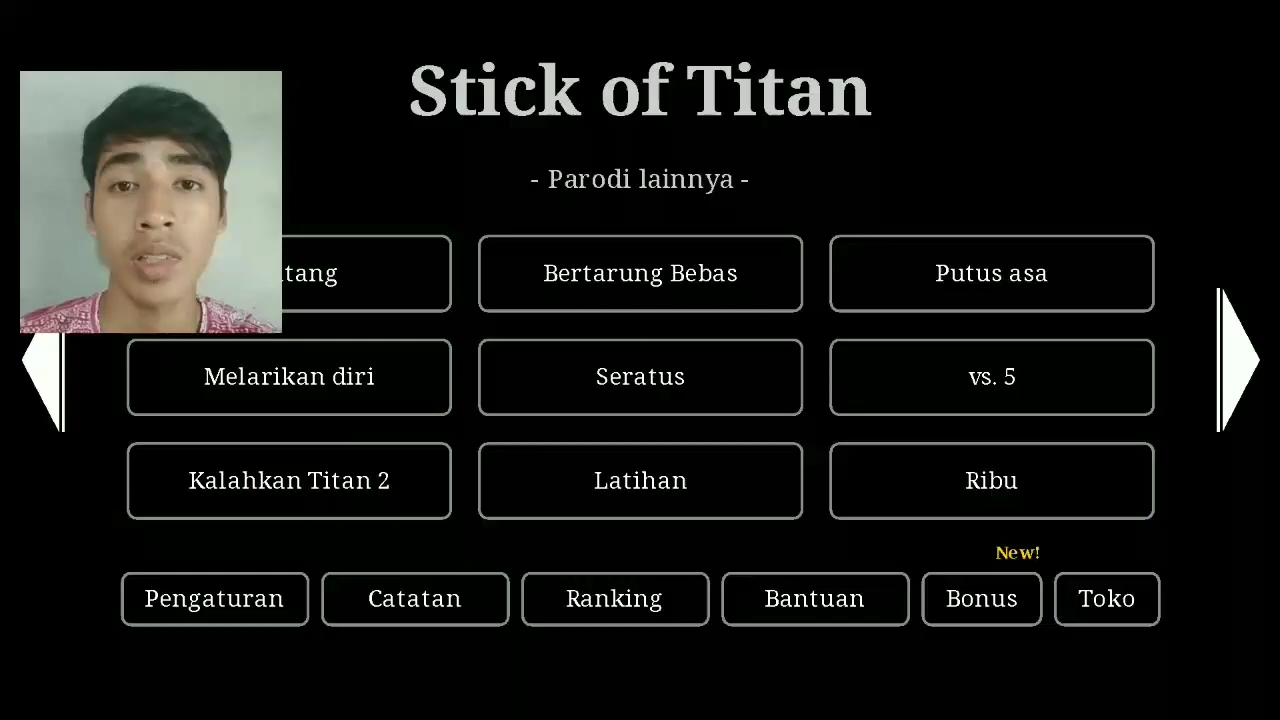 Stick of Titan
- Parodi lainnya -
Bertarung Bebas
Putus asa
Melarikan diri
Seratus
vs. 5
Kalahkan Titan 2
Latihan
Ribu
New!
Pengaturan
Catatan
Ranking
Bantuan
Bonus
Toko